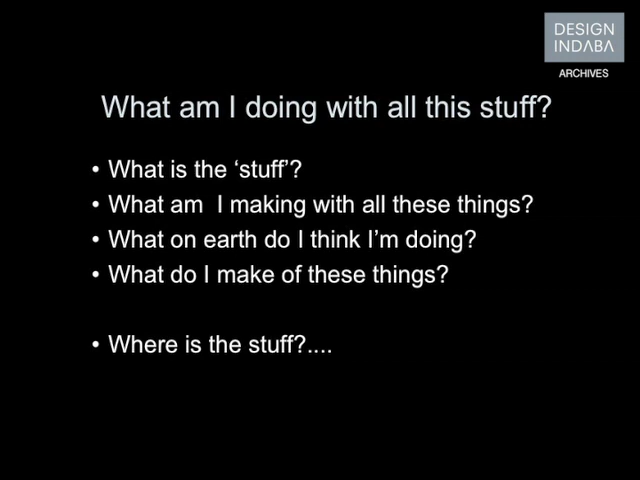 DESIGN
INDABA
ARCHIVES
What am I doing with all this stuff?
• What is the ‘stuff’?
• What am  I making with all these things?
• What on earth do I think I’m doing?
• What do I make of these things?
• Where is the stuff?....